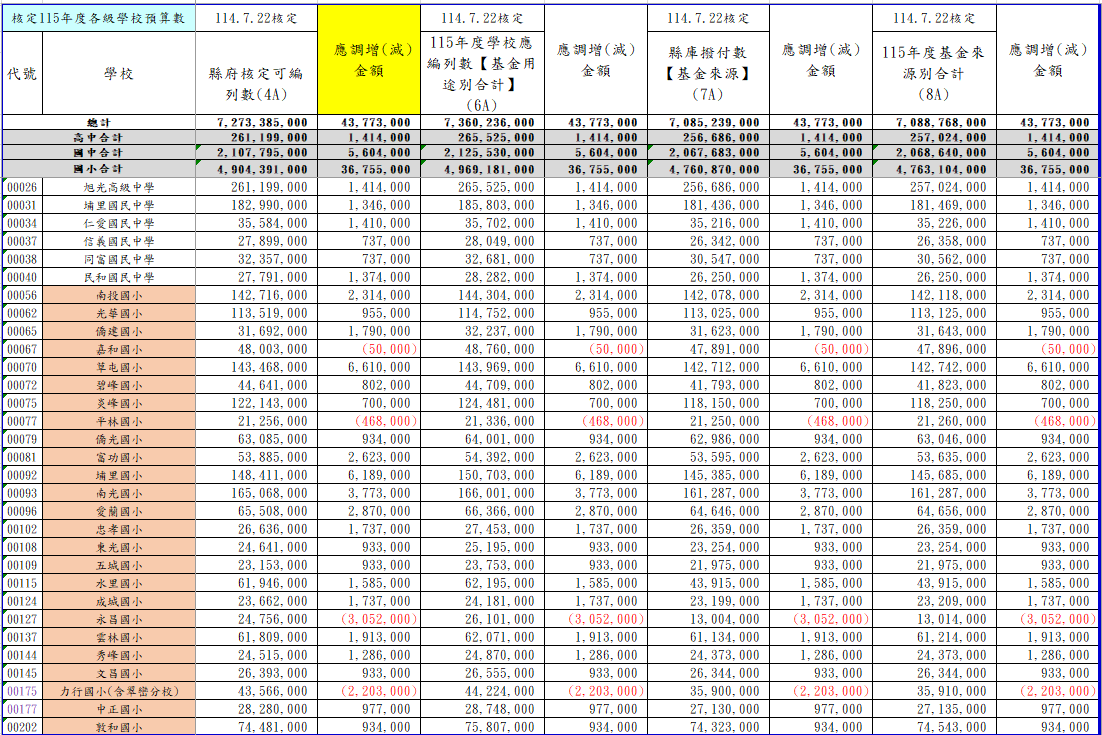 核定115年度各級學校預算數 114.7.22核定 114.7.22核定 114.7.22核定 114.7.22核定
代號 學校 縣府核定可編列數(4A) 應調增(減)金額 115年度學校應編列數【基金用途別合計】(6A) 應調增(減)金額 縣庫撥付數【基金來源】(7A) 應調增(減)金額 115年度基金來源別合計(8A) 應調增(減)金額
總計 7,273,385,000 43,773,000 7,360,236,000 43,773,000 7,085,239,000 43,773,000 7,088,768,000 43,773,000
高中合計 261,199,000 1,414,000 265,525,000 1,414,000 256,686,000 1,414,000 257,024,000 1,414,000
國中合計 2,107,795,000 5,604,000 2,125,530,000 5,604,000 2,067,683,000 5,604,000 2,068,640,000 5,604,000
國小合計 4,904,391,000 36,755,000 4,969,181,000 36,755,000 4,760,870,000 36,755,000 4,763,104,000 36,755,000
00026 旭光高級中學 261,199,000 1,414,000 265,525,000 1,414,000 256,686,000 1,414,000 257,024,000 1,414,000
00031 埔里國民中學 182,990,000 1,346,000 185,803,000 1,346,000 181,436,000 1,346,000 181,469,000 1,346,000
00034 仁愛國民中學 35,584,000 1,410,000 35,702,000 1,410,000 35,216,000 1,410,000 35,226,000 1,410,000
00037 信義國民中學 27,899,000 737,000 28,049,000 737,000 26,342,000 737,000 26,358,000 737,000
00038 同富國民中學 32,357,000 737,000 32,681,000 737,000 30,547,000 737,000 30,562,000 737,000
00040 民和國民中學 27,791,000 1,374,000 28,282,000 1,374,000 26,250,000 1,374,000 26,250,000 1,374,000
00056 南投國小 142,716,000 2,314,000 144,304,000 2,314,000 142,078,000 2,314,000 142,118,000 2,314,000
00062 光華國小 113,519,000 955,000 114,752,000 955,000 113,025,000 955,000 113,125,000 955,000
00065 僑建國小 31,692,000 1,790,000 32,237,000 1,790,000 31,623,000 1,790,000 31,643,000 1,790,000
00067 嘉和國小 48,003,000 (50,000) 48,760,000 (50,000) 47,891,000 (50,000) 47,896,000 (50,000)
00070 草屯國小 143,468,000 6,610,000 143,969,000 6,610,000 142,712,000 6,610,000 142,742,000 6,610,000
00072 碧峰國小 44,641,000 802,000 44,709,000 802,000 41,793,000 802,000 41,823,000 802,000
00075 炎峰國小 122,143,000 700,000 124,481,000 700,000 118,150,000 700,000 118,250,000 700,000
00077 平林國小 21,256,000 (468,000) 21,336,000 (468,000) 21,250,000 (468,000) 21,260,000 (468,000)
00079 僑光國小 63,085,000 934,000 64,001,000 934,000 62,986,000 934,000 63,046,000 934,000
00081 富功國小 53,885,000 2,623,000 54,392,000 2,623,000 53,595,000 2,623,000 53,635,000 2,623,000
00092 埔里國小 148,411,000 6,189,000 150,703,000 6,189,000 145,385,000 6,189,000 145,685,000 6,189,000
00093 南光國小 165,068,000 3,773,000 166,001,000 3,773,000 161,287,000 3,773,000 161,287,000 3,773,000
00096 愛蘭國小 65,508,000 2,870,000 66,366,000 2,870,000 64,646,000 2,870,000 64,656,000 2,870,000
00102 忠孝國小 26,636,000 1,737,000 27,453,000 1,737,000 26,359,000 1,737,000 26,359,000 1,737,000
00108 東光國小 24,641,000 933,000 25,195,000 933,000 23,254,000 933,000 23,254,000 933,000
00109 五城國小 23,153,000 933,000 23,753,000 933,000 21,975,000 933,000 21,975,000 933,000
00115 水里國小 61,946,000 1,585,000 62,195,000 1,585,000 43,915,000 1,585,000 43,915,000 1,585,000
00124 成城國小 23,662,000 1,737,000 24,181,000 1,737,000 23,199,000 1,737,000 23,209,000 1,737,000
00127 永昌國小 24,756,000 (3,052,000) 26,101,000 (3,052,000) 13,004,000 (3,052,000) 13,014,000 (3,052,000)
00137 雲林國小 61,809,000 1,913,000 62,071,000 1,913,000 61,134,000 1,913,000 61,214,000 1,913,000
00144 秀峰國小 24,515,000 1,286,000 24,870,000 1,286,000 24,373,000 1,286,000 24,373,000 1,286,000
00145 文昌國小 26,393,000 933,000 26,555,000 933,000 26,344,000 933,000 26,344,000 933,000
00175 力行國小(含翠巒分校) 43,566,000 (2,203,000) 44,224,000 (2,203,000) 35,900,000 (2,203,000) 35,910,000 (2,203,000)
00177 中正國小 28,280,000 977,000 28,748,000 977,000 27,130,000 977,000 27,135,000 977,000
00202 敦和國小 74,481,000 934,000 75,807,000 934,000 74,323,000 934,000 74,543,000 934,000